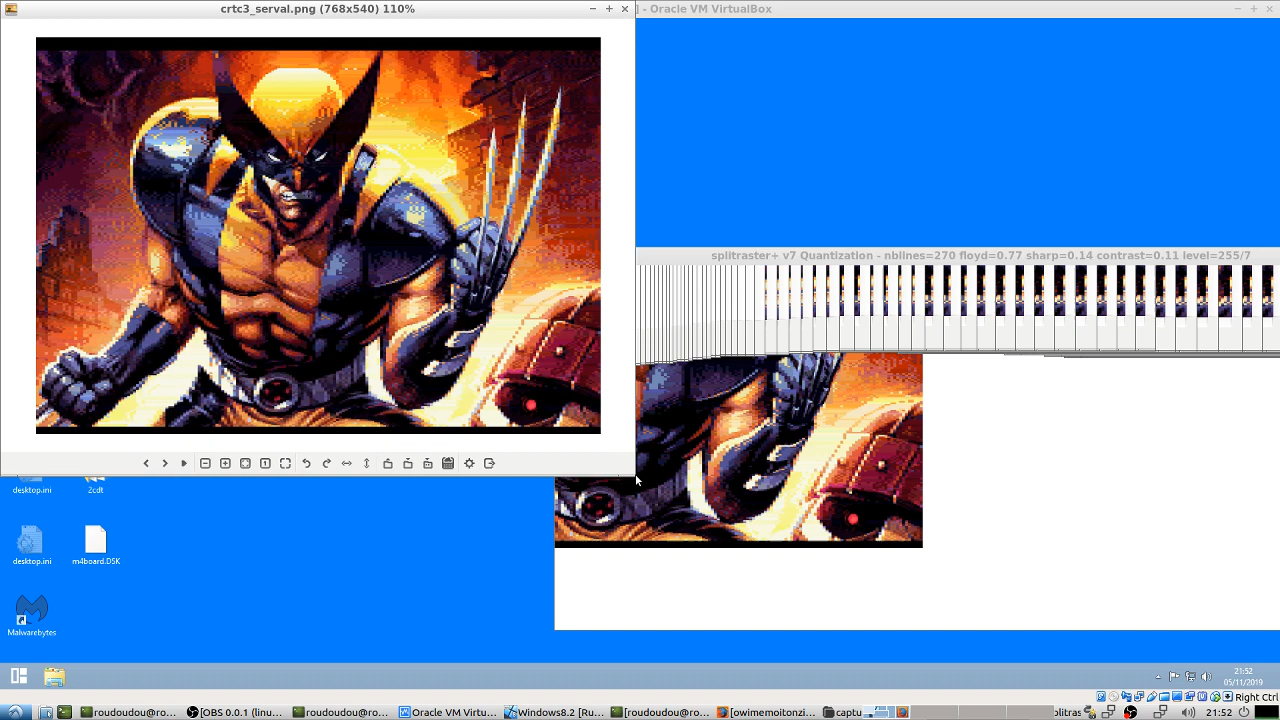 crtc3_serval.png (768x540) 110%
] - Oracle VM VirtualBox
splitraster+ v7 Quantization - nblines=270 floyd=0.77 sharp=0.14 contrast=0.11 level=255/7
desktop.ini
2cdt
desktop.ini
m4board.DSK
Malwarebytes
21:52
05/11/2019
Right Ctrl
roudoudou@ro...
[OBS 0.0.1 (linu...
roudoudou@ro...
Oracle VM Virtu...
Windows8.2 [Ru...
[roudoudou@ro...
[owimemoitonzi...
captu
olitras
21:52